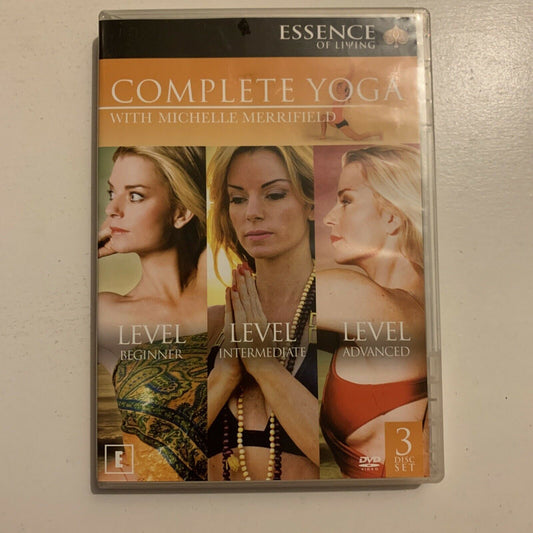 ESSENCE
OF LIVING
COMPLETE YOGA
WITH MICHELLE MERRIFIELD
LEVEL
BEGINNER
LEVEL
INTERMEDIATE
LEVEL
ADVANCED
E
DVD
VIDEO
3
DISC
SET